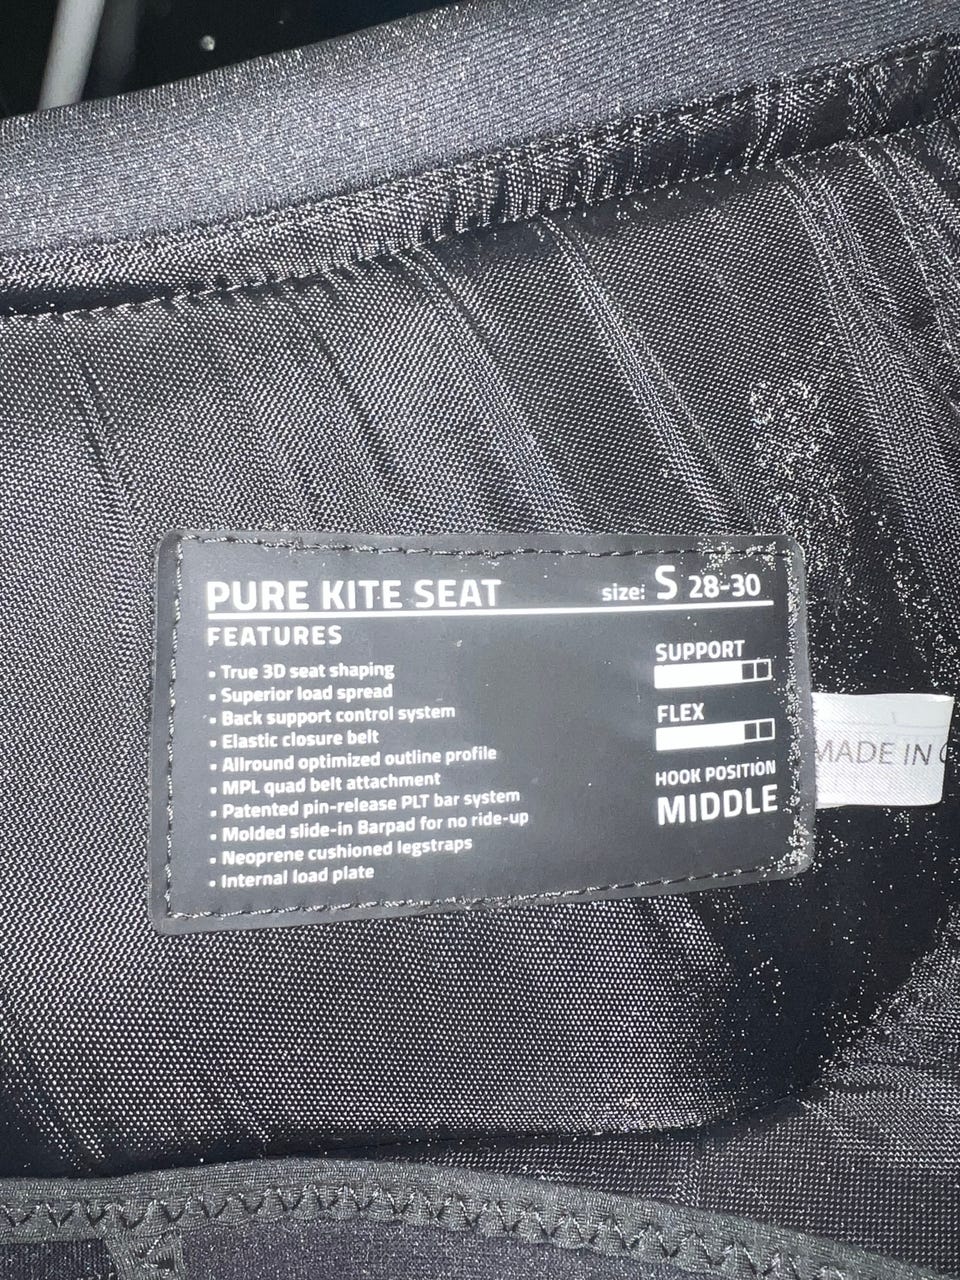 PURE KITE SEAT size: S 28-30
FEATURES
• True 3D seat shaping
• Superior load spread
• Back support control system
• Elastic closure belt
• Allround optimized outline profile
• MPL quad belt attachment
• Patented pin-release PLT bar system
• Molded slide-in Barpad for no ride-up
• Neoprene cushioned legstraps
• Internal load plate
SUPPORT
FLEX
HOOK POSITION
MIDDLE
MADE IN